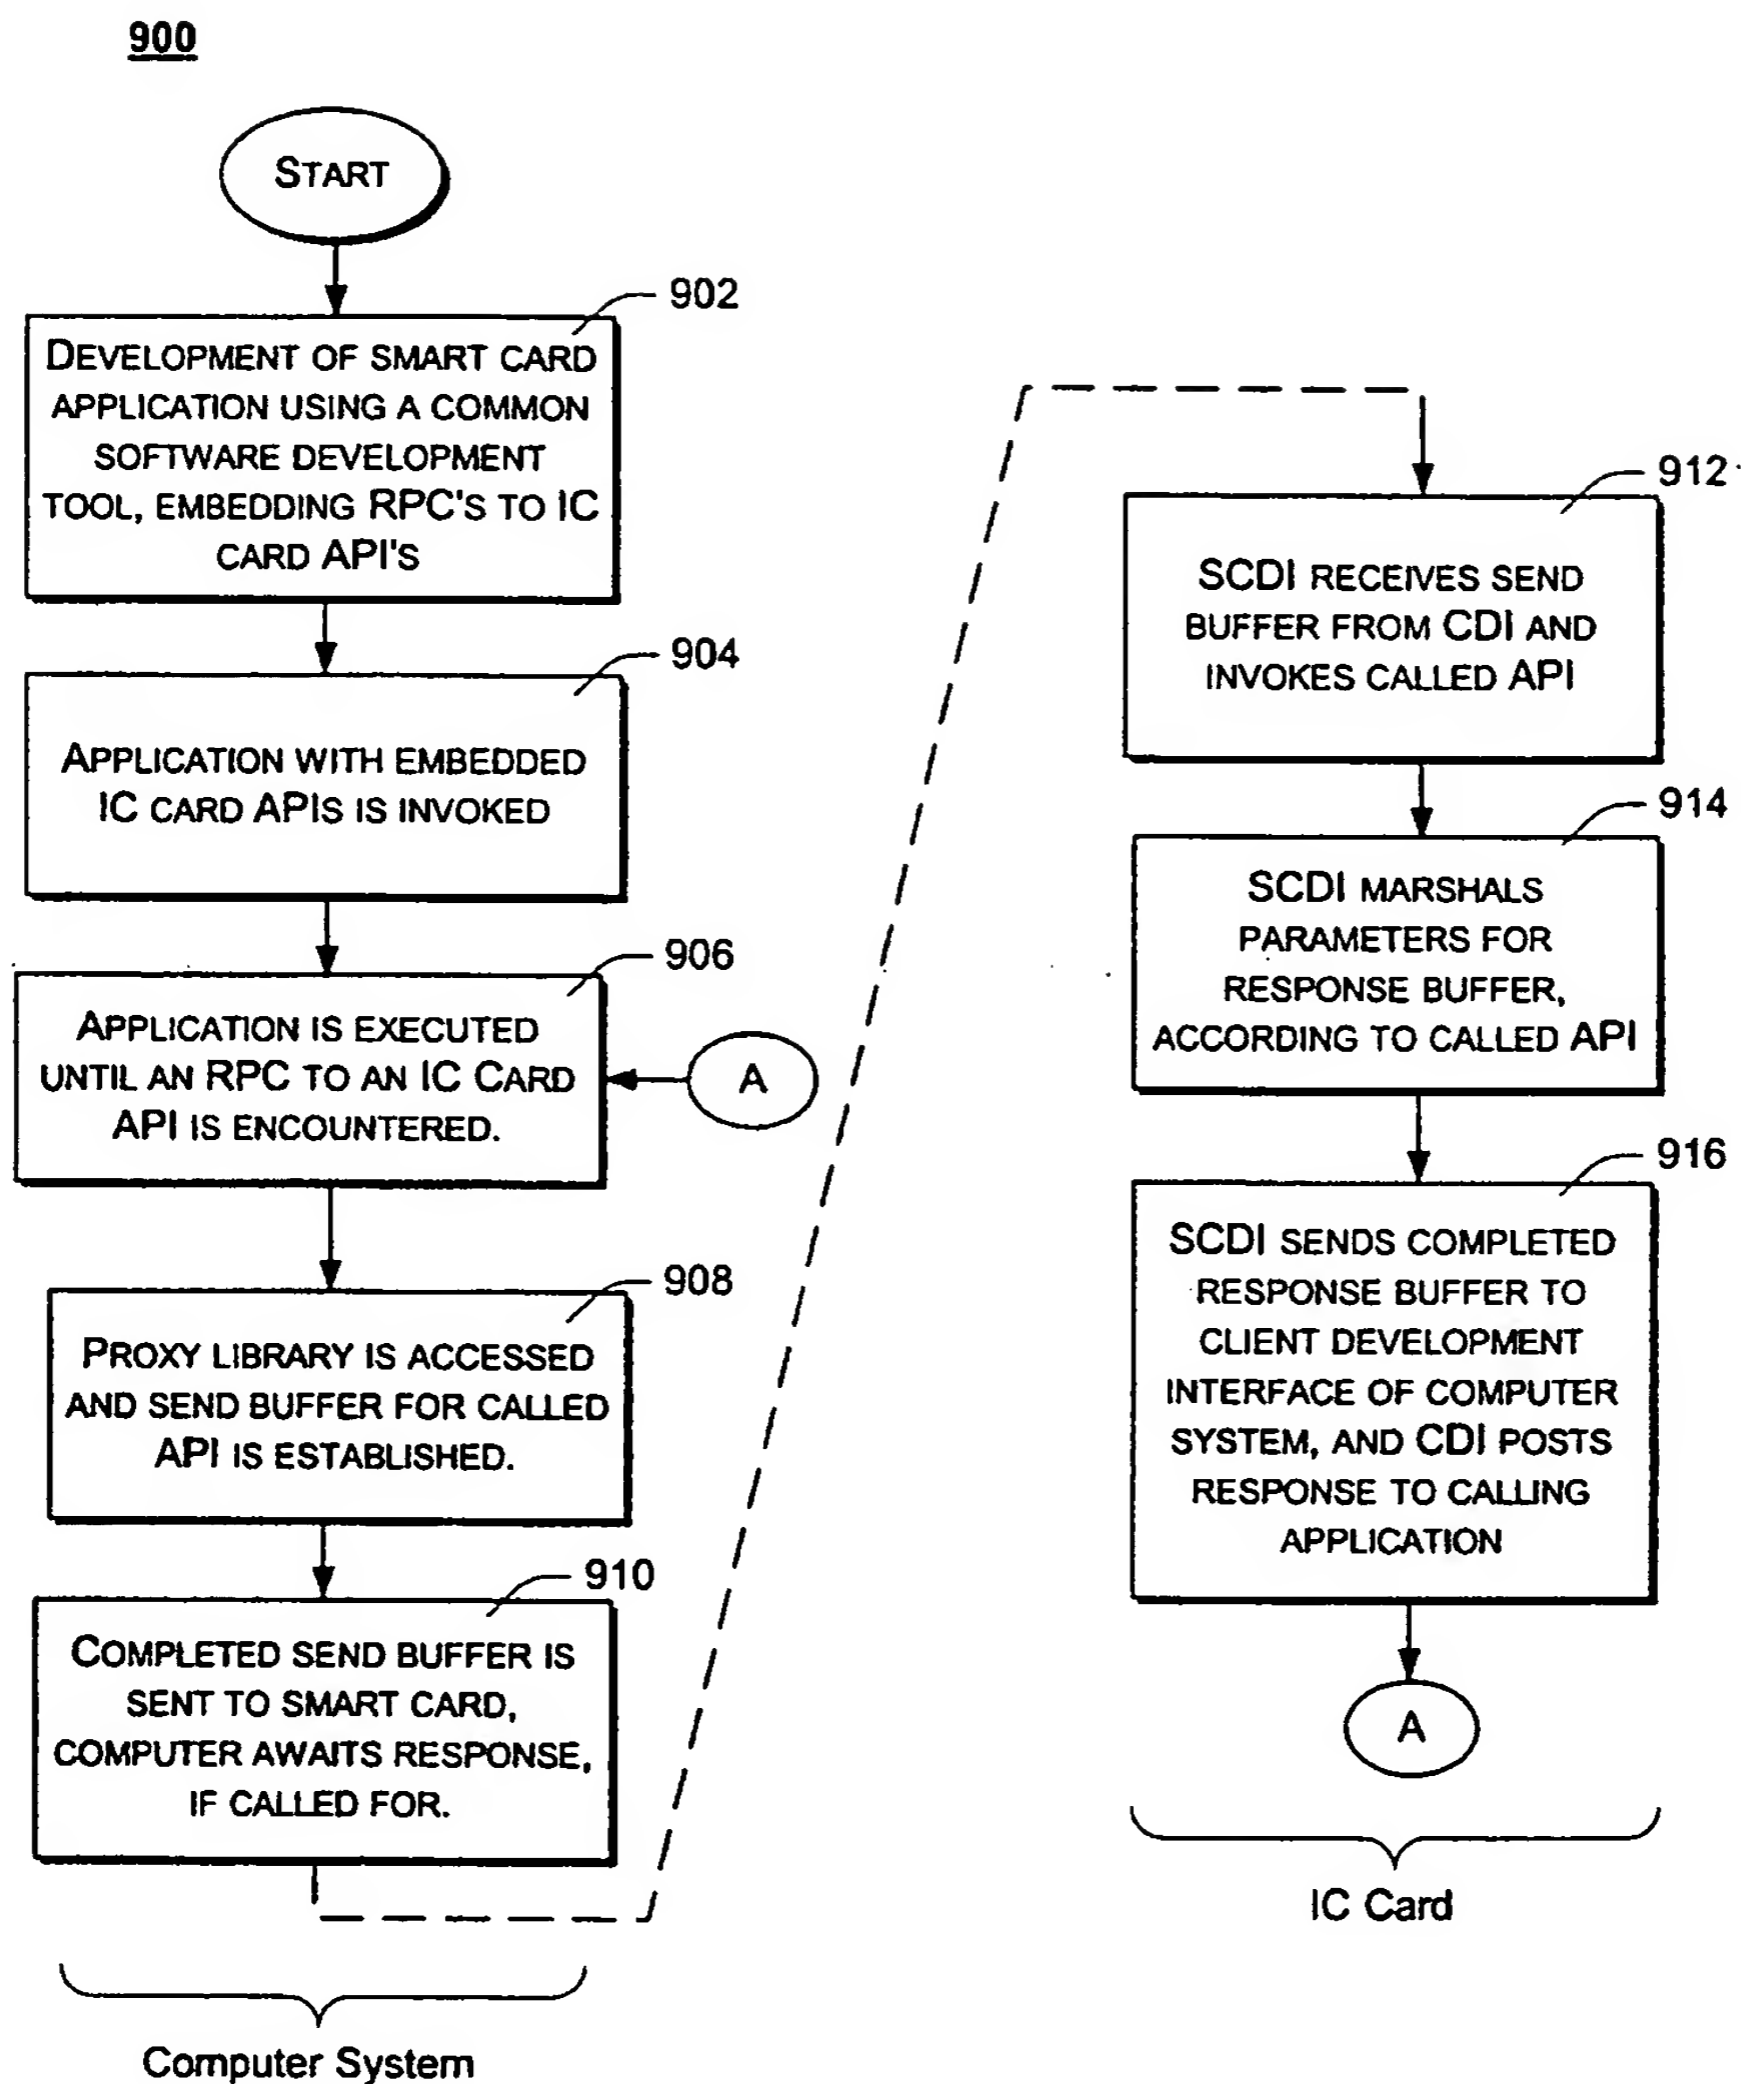 900
START
902
DEVELOPMENT OF SMART CARD
APPLICATION USING A COMMON
SOFTWARE DEVELOPMENT
TOOL, EMBEDDING RPC'S TO IC
CARD API'S
904
APPLICATION WITH EMBEDDED
IC CARD APIS IS INVOKED
906
APPLICATION IS EXECUTED
UNTIL AN RPC TO AN IC CARD
API IS ENCOUNTERED.
A
908
PROXY LIBRARY IS ACCESSED
AND SEND BUFFER FOR CALLED
API IS ESTABLISHED.
910
COMPLETED SEND BUFFER IS
SENT TO SMART CARD,
COMPUTER AWAITS RESPONSE,
IF CALLED FOR.
Computer System
912
SCDI RECEIVES SEND
BUFFER FROM CDI AND
INVOKES CALLED API
914
SCDI MARSHALS
PARAMETERS FOR
RESPONSE BUFFER,
ACCORDING TO CALLED API
916
SCDI SENDS COMPLETED
RESPONSE BUFFER TO
CLIENT DEVELOPMENT
INTERFACE OF COMPUTER
SYSTEM, AND CDI POSTS
RESPONSE TO CALLING
APPLICATION
A
IC Card